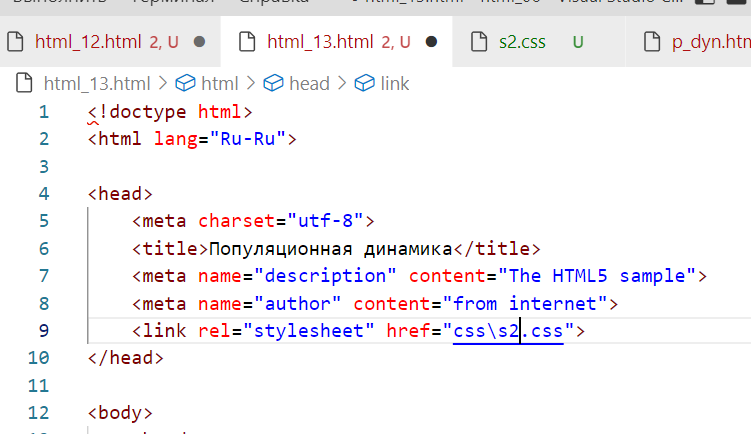 html_12.html 2, U html_13.html 2, U s2.css U p_dyn.htm
html_13.html > html > head > link
1 <!doctype html>
2 <html lang="Ru-Ru">
3
4 <head>
5 <meta charset="utf-8">
6 <title>Популяционная динамика</title>
7 <meta name="description" content="The HTML5 sample">
8 <meta name="author" content="from internet">
9 <link rel="stylesheet" href="css\s2.css">
10 </head>
11
12 <body>